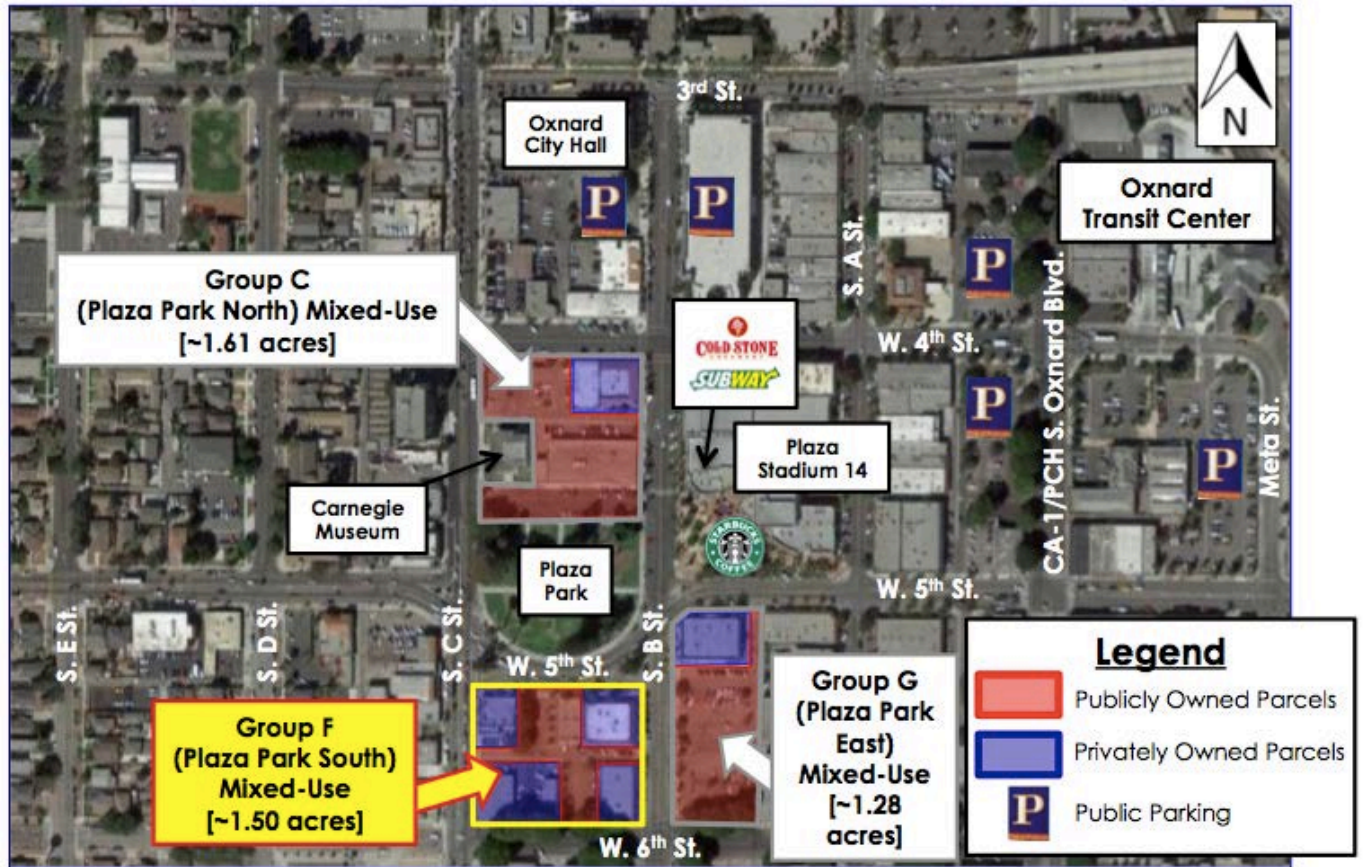 3rd St.
N
Oxnard
City Hall
P
P
Oxnard
Transit Center
S. A St.
P
Group C
(Plaza Park North) Mixed-Use
[~1.61 acres]
COLD STONE
CREAMERY
SUBWAY
W. 4th St.
CA-1/PCH S. Oxnard Blvd.
P
Plaza
Stadium 14
P
Meta St.
Carnegie
Museum
STARBUCKS
COFFEE
Plaza
Park
W. 5th St.
S. E St.
S. D St.
S. C St.
S. B St.
W. 5th St.
Group F
(Plaza Park South)
Mixed-Use
[~1.50 acres]
Group G
(Plaza Park
East)
Mixed-Use
[~1.28
acres]
W. 6th St.
Legend
Publicly Owned Parcels
Privately Owned Parcels
P
Public Parking